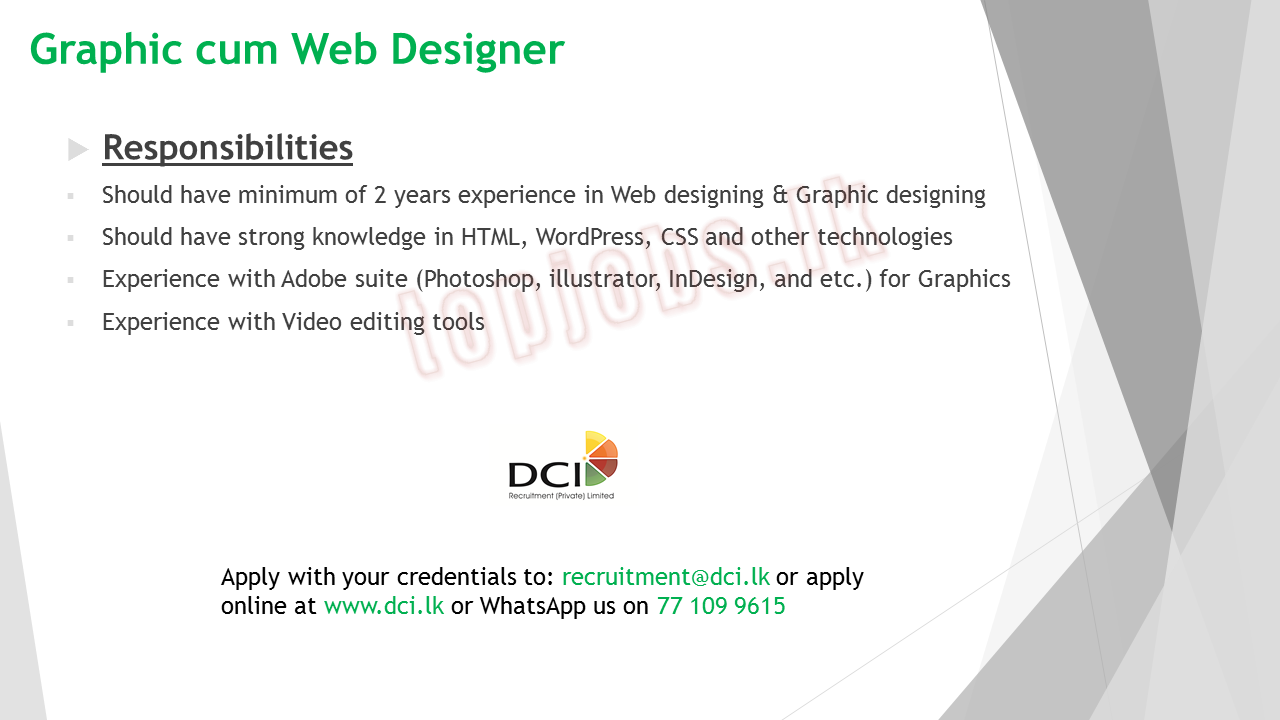 Graphic cum Web Designer
Responsibilities
Should have minimum of 2 years experience in Web designing & Graphic designing
Should have strong knowledge in HTML, WordPress, CSS and other technologies
Experience with Adobe suite (Photoshop, illustrator, InDesign, and etc.) for Graphics
Experience with Video editing tools
topjobs.lk
DCI
Recruitment (Private) Limited
Apply with your credentials to: recruitment@dci.lk or apply
online at www.dci.lk or WhatsApp us on 77 109 9615